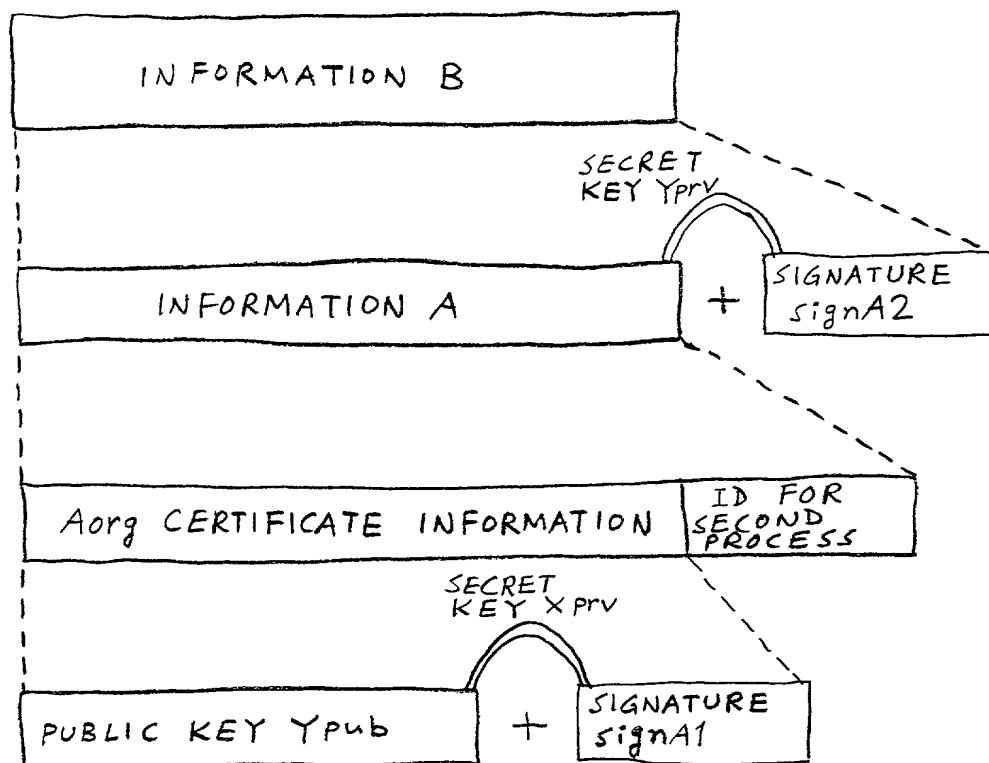 INFORMATION B
SECRET
KEY Yprv
INFORMATION A
+
SIGNATURE
signA2
Aorg CERTIFICATE INFORMATION
ID FOR
SECOND
PROCESS
SECRET
KEY Xprv
PUBLIC KEY Ypub
+
SIGNATURE
signA1